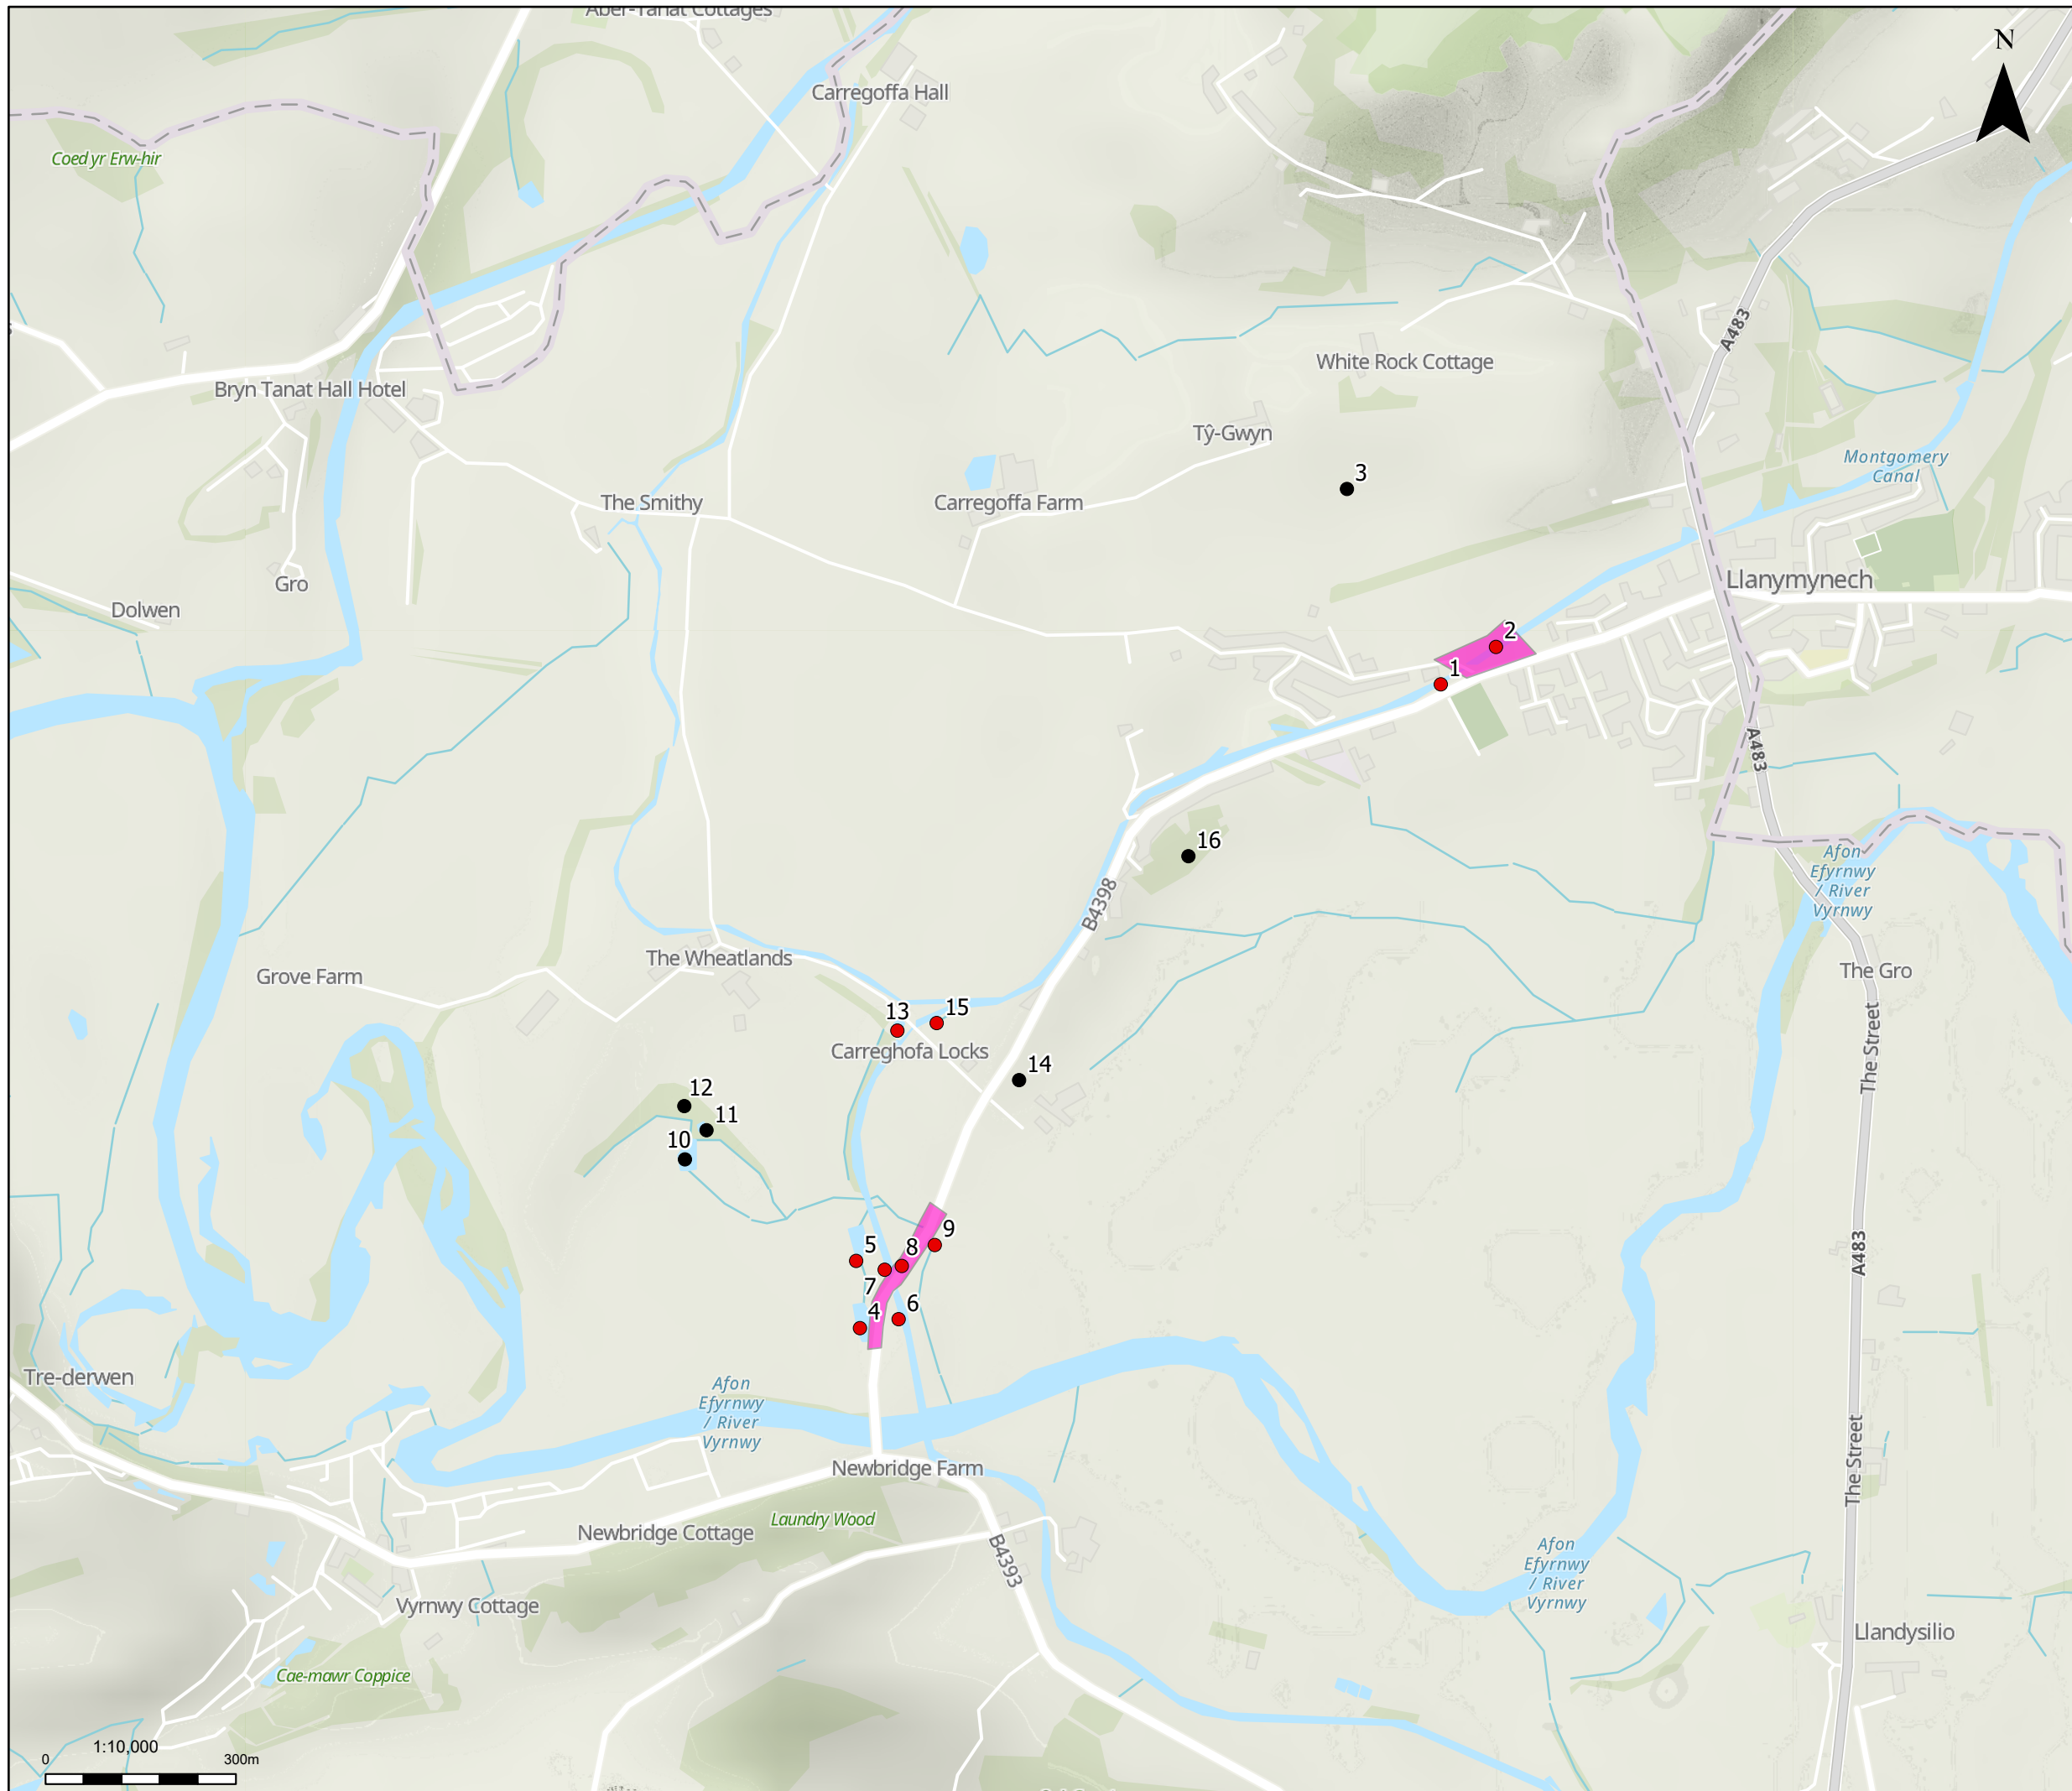 Aber-Tanat Cottages
N
Carregoffa Hall
Coed yr Erw-hir
A483
White Rock Cottage
Bryn Tanat Hall Hotel
Tŷ-Gwyn
Montgomery
Canal
3
The Smithy
Carregoffa Farm
Llanymynech
Gro
Dolwen
2
1
A483
16
Afon
Efyrnwy
/ River
Vyrnwy
B4398
The Wheatlands
Grove Farm
The Gro
13
15
Carreghofa Locks
The Street
14
12
11
10
9
5
8
A483
7
4
6
Tre-derwen
Afon
Efyrnwy
/ River
Vyrnwy
The Street
Newbridge Farm
Laundry Wood
Newbridge Cottage
B4393
Afon
Efyrnwy
/ River
Vyrnwy
Vyrnwy Cottage
Llandysilio
Cae-mawr Coppice
1:10,000
0
300m